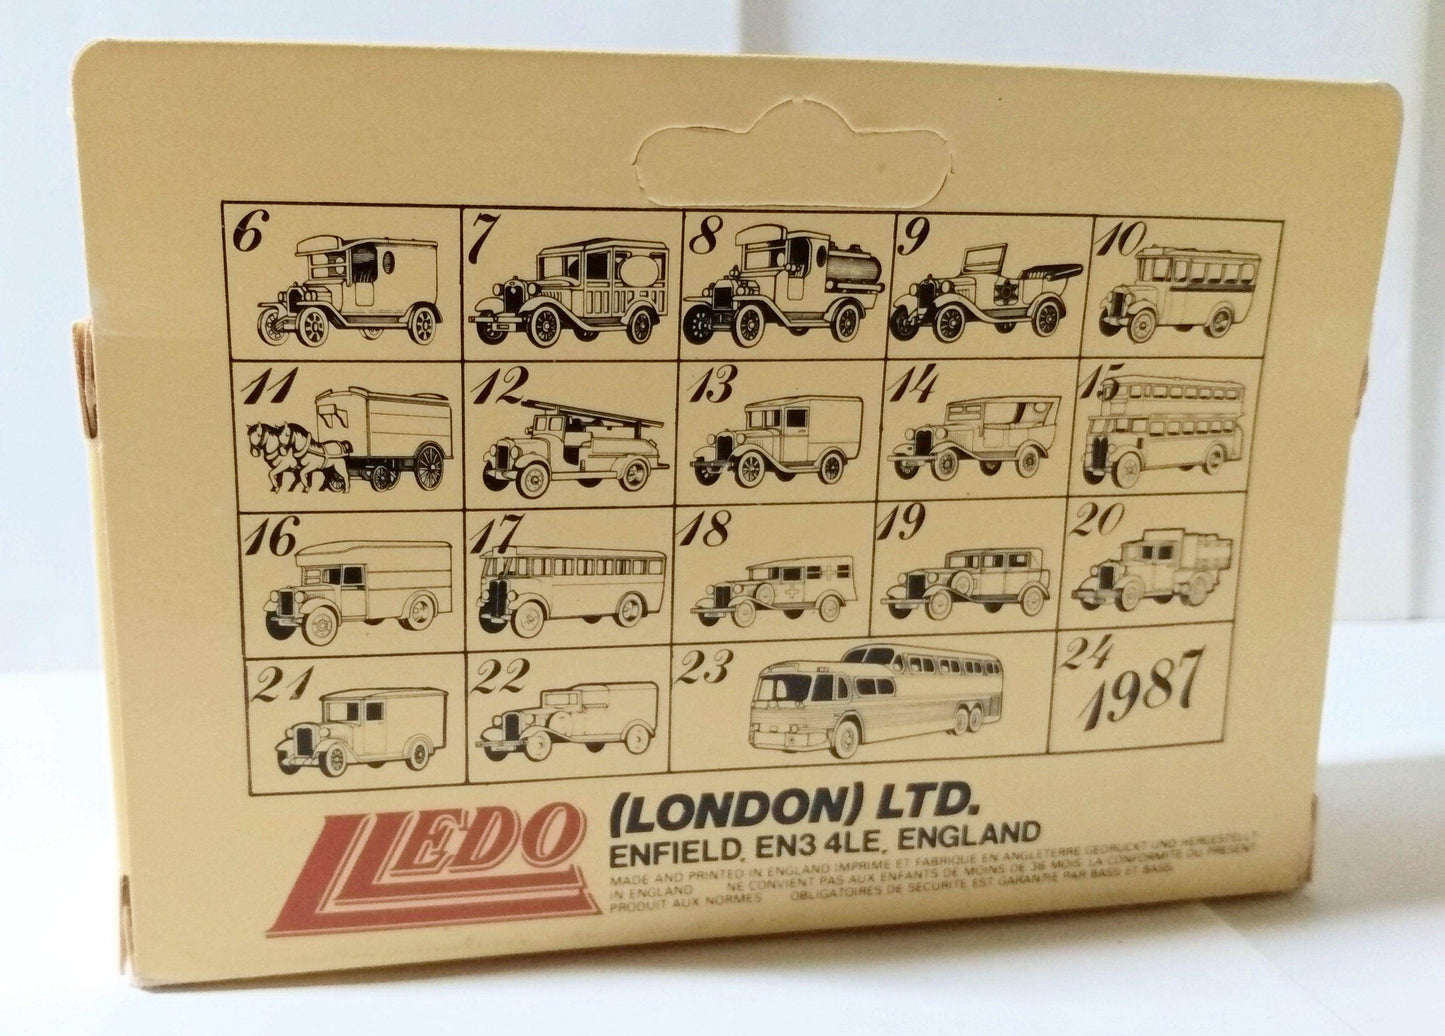 6 7 8 9 10
11 12 13 14 15
16 17 18 19 20
21 22 23 24
1987
LLEDO
(LONDON) LTD.
ENFIELD, EN3 4LE, ENGLAND
MADE AND PRINTED IN ENGLAND IMPRIME ET FABRIQUE EN ANGLETERRE GEDRUCKT UND HERGESTELLT
IN ENGLAND NE CONVIENT PAS AUX ENFANTS DE MOINS DE 36 MOIS LA CONFORMITE DU PRESENT
PRODUIT AUX NORMES OBLIGATOIRES DE SECURITE EST GARANTIE PAR BASS ET BASS